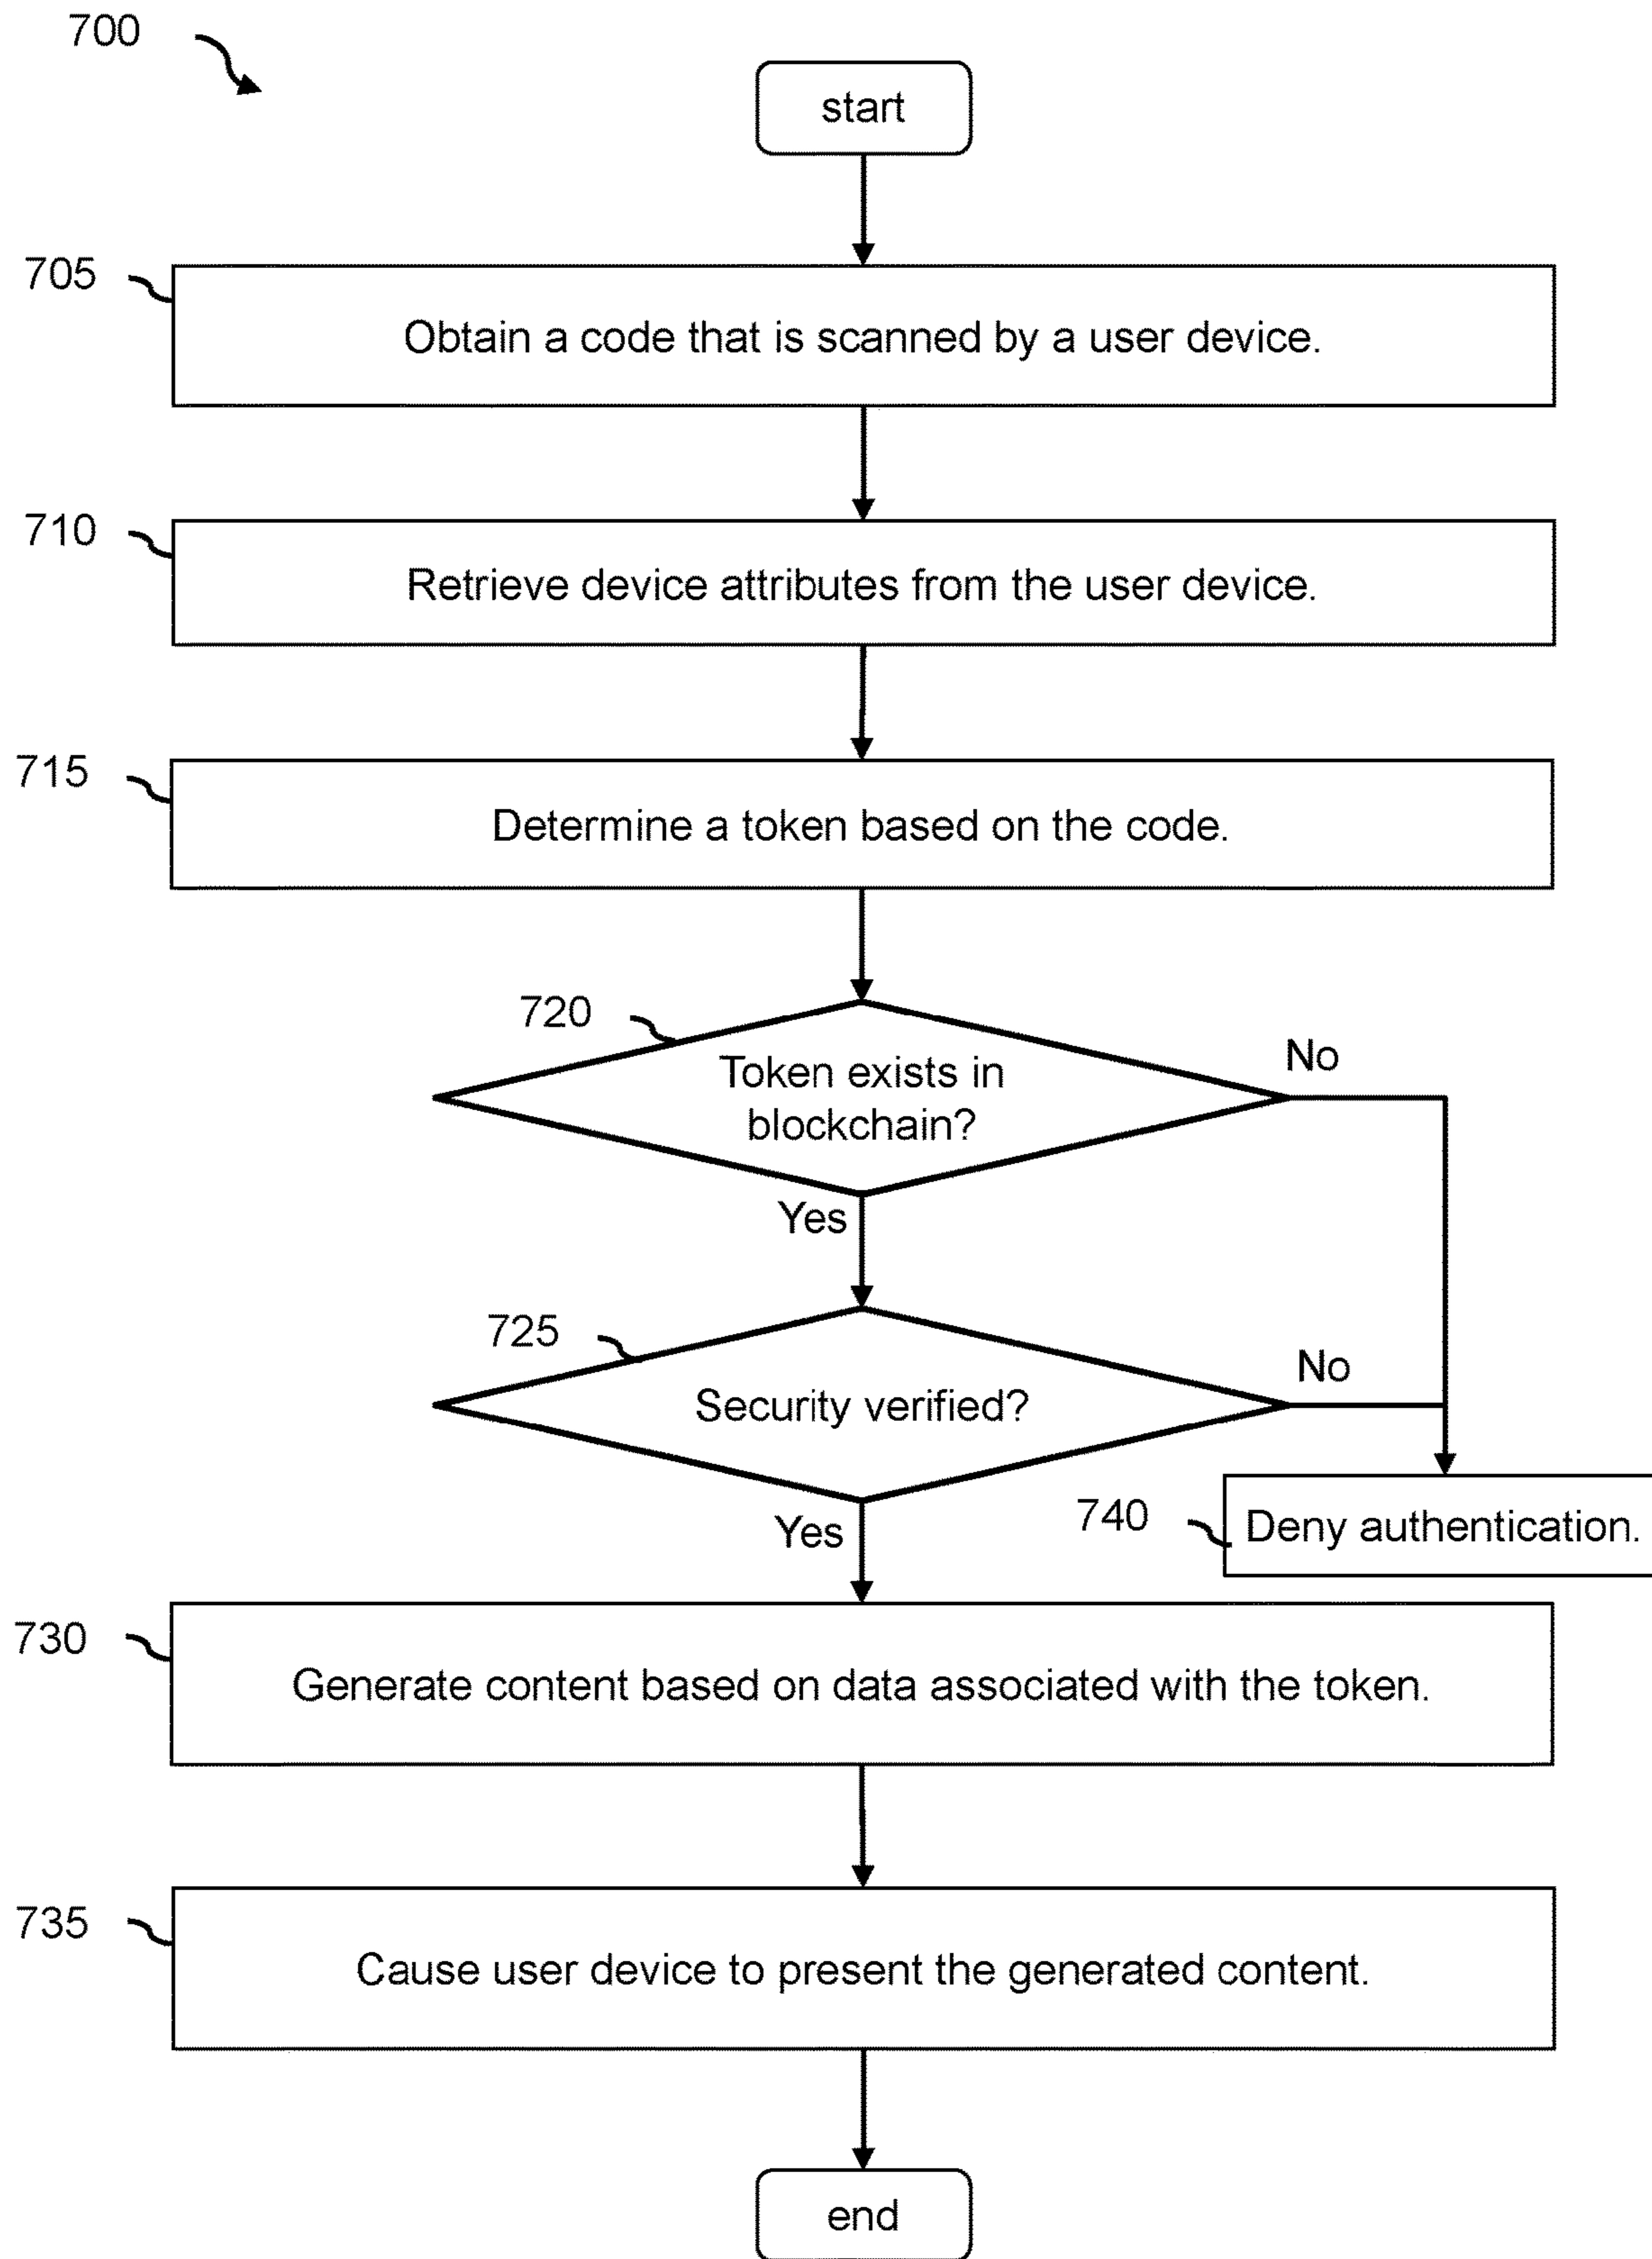 700
start
705
Obtain a code that is scanned by a user device.
710
Retrieve device attributes from the user device.
715
Determine a token based on the code.
720
Token exists in
blockchain?
No
Yes
725
Security verified?
No
Yes
740
Deny authentication.
730
Generate content based on data associated with the token.
735
Cause user device to present the generated content.
end